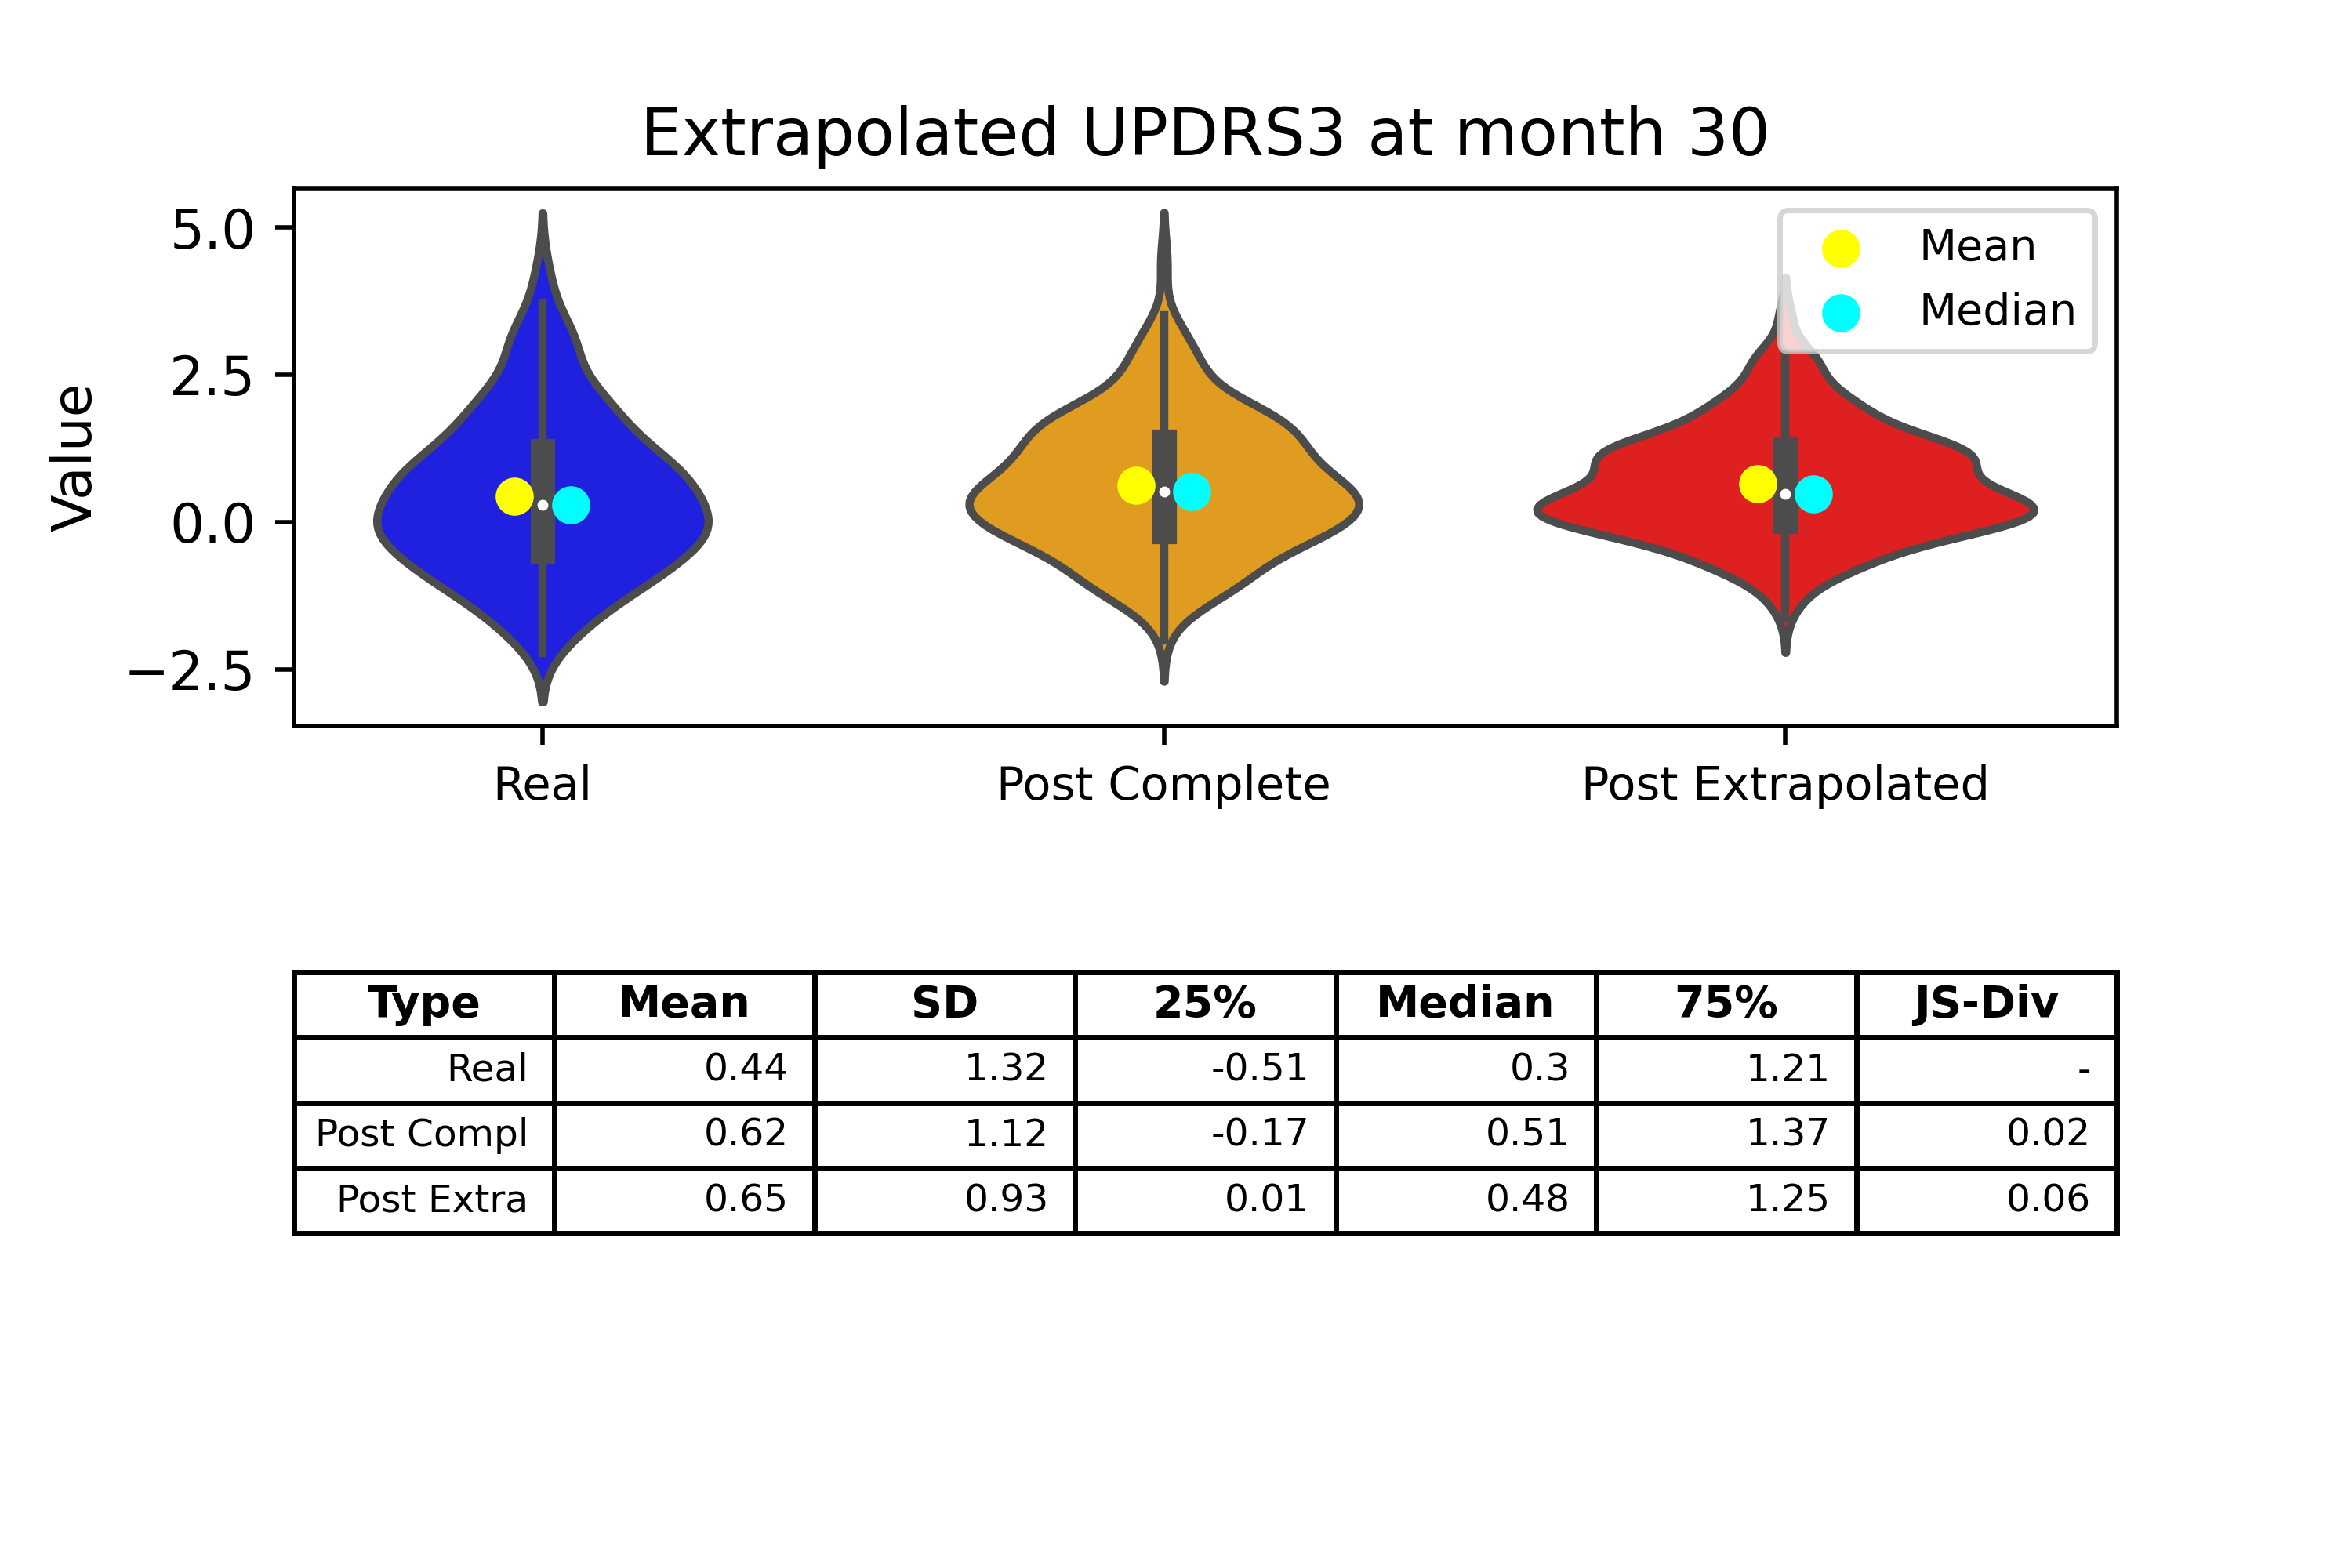 Extrapolated UPDRS3 at month 30
Mean
Median
Value
5.0
2.5
0.0
−2.5
Real Post Complete Post Extrapolated
Type Mean SD 25% Median 75% JS-Div
Real 0.44 1.32 -0.51 0.3 1.21 -
Post Compl 0.62 1.12 -0.17 0.51 1.37 0.02
Post Extra 0.65 0.93 0.01 0.48 1.25 0.06